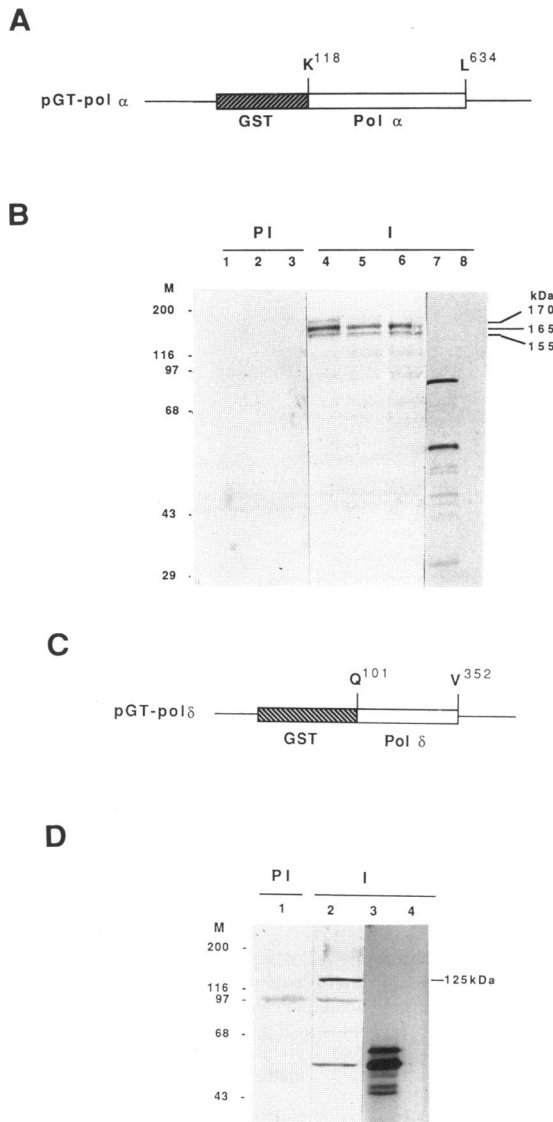 A
K118 L634
pGT-pol α
GST Pol α
B
PI I
1 2 3 4 5 6 7 8
M kDa
200 - 170
165
116 - 155
97 -
68 -
43 -
29 -
C
Q101 V352
pGT-polδ
GST Pol δ
D
PI I
1 2 3 4
M
200 -
116 - 125kDa
97 -
68 -
43 -